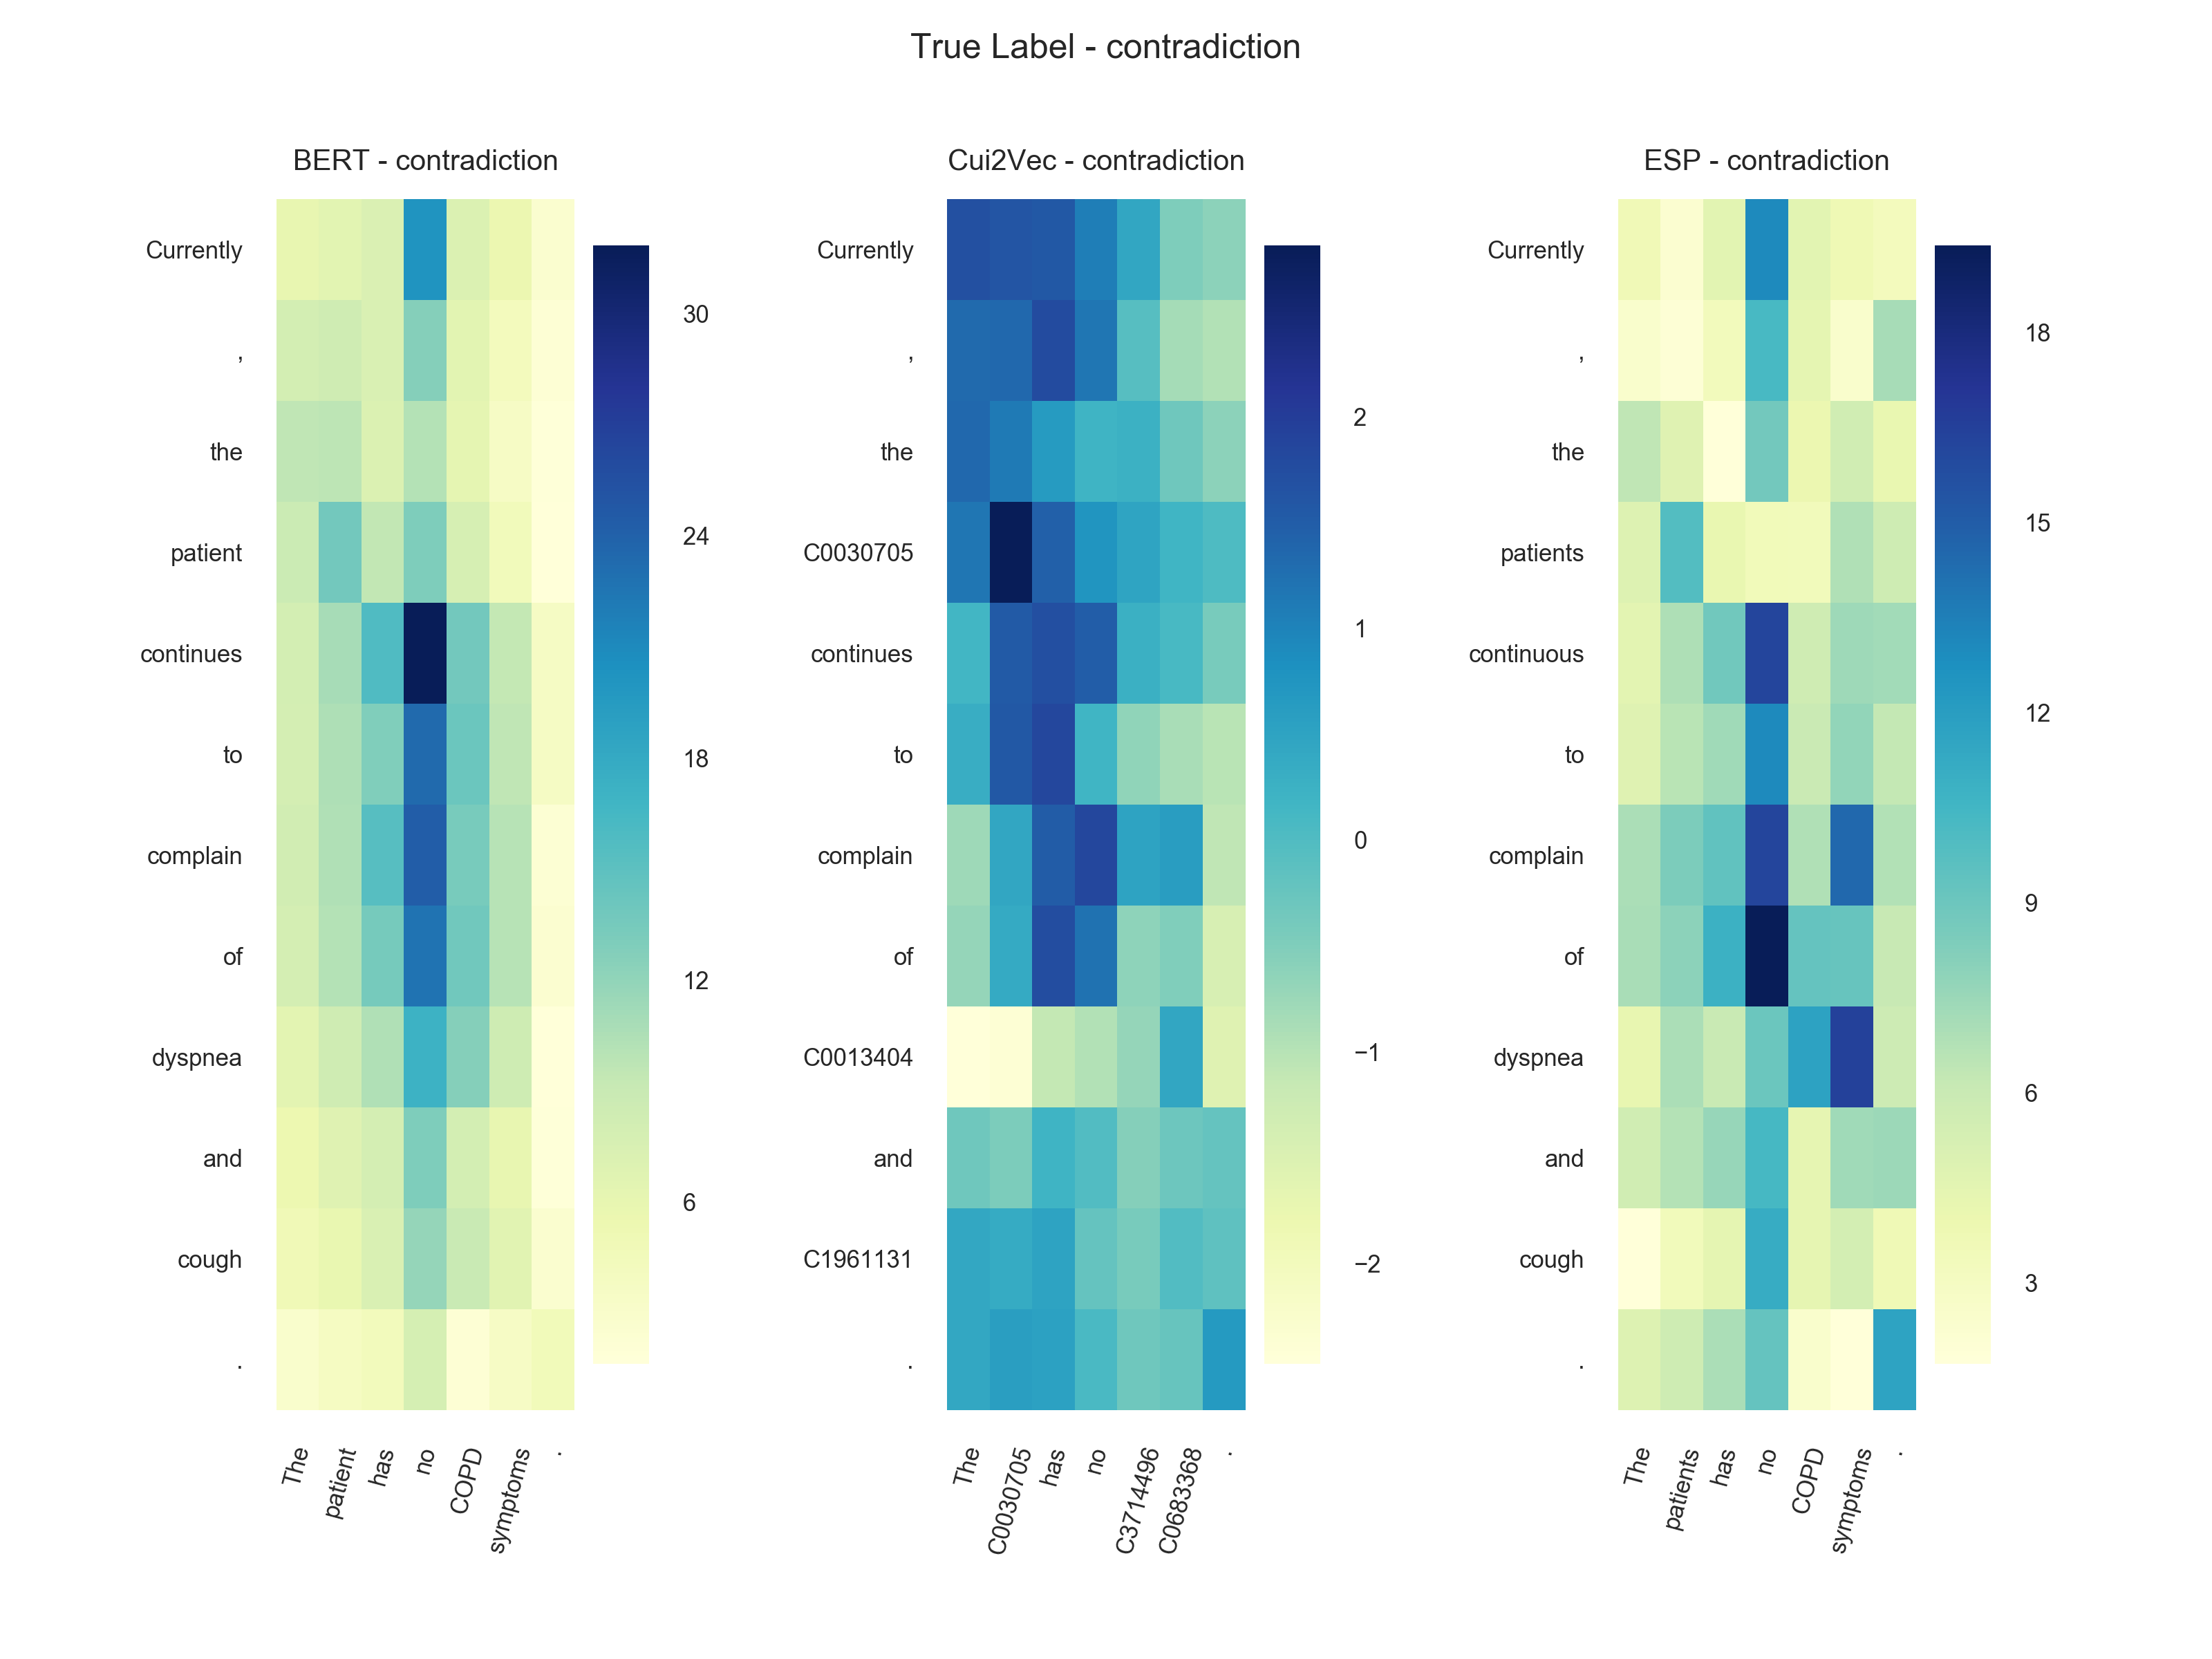 True Label - contradiction
BERT - contradiction
Currently
,
the
patient
continues
to
complain
of
dyspnea
and
cough
.
The
patient
has
no
COPD
symptoms
.
30
24
18
12
6
Cui2Vec - contradiction
Currently
,
the
C0030705
continues
to
complain
of
C0013404
and
C1961131
.
The
C0030705
has
no
C3714496
C0683368
.
2
1
0
−1
−2
ESP - contradiction
Currently
,
the
patients
continuous
to
complain
of
dyspnea
and
cough
.
The
patients
has
no
COPD
symptoms
.
18
15
12
9
6
3